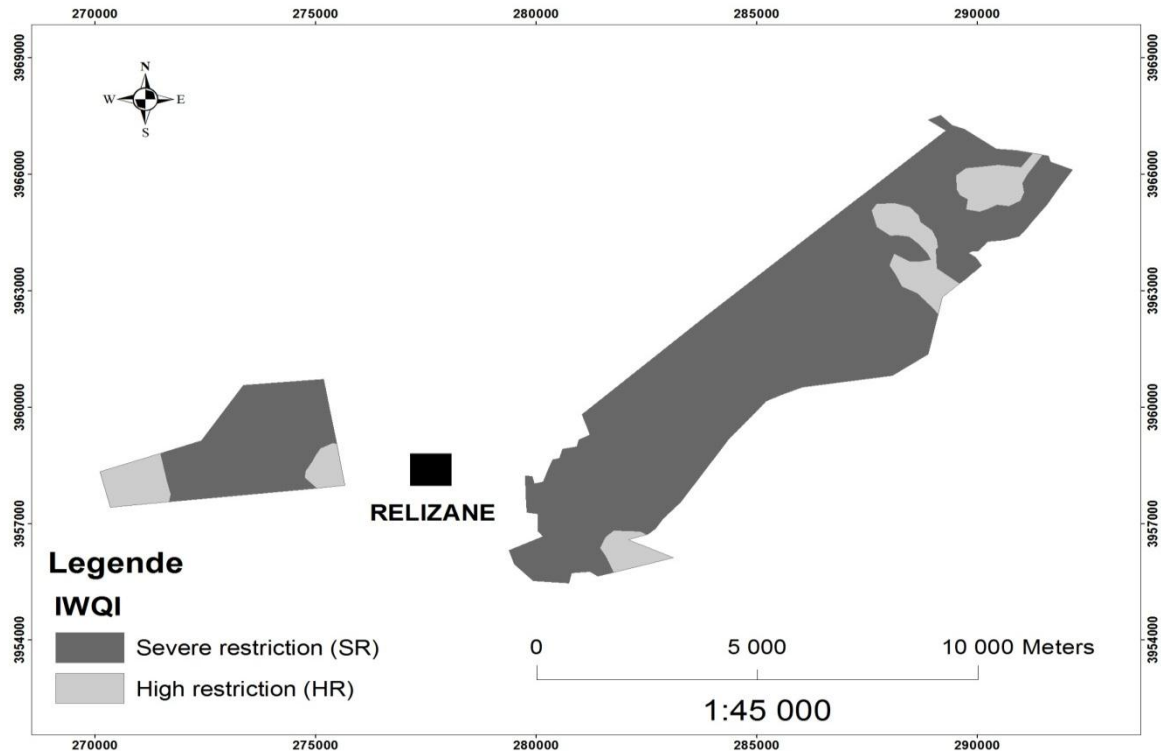 270000 275000 280000 285000 290000
3969000 3969000
N
W E
S
3966000 3966000
3963000 3963000
3960000 3960000
RELIZANE
3957000 3957000
Legende
IWQI
Severe restriction (SR)
High restriction (HR)
3954000 3954000
0 5 000 10 000 Meters
1:45 000
270000 275000 280000 285000 290000